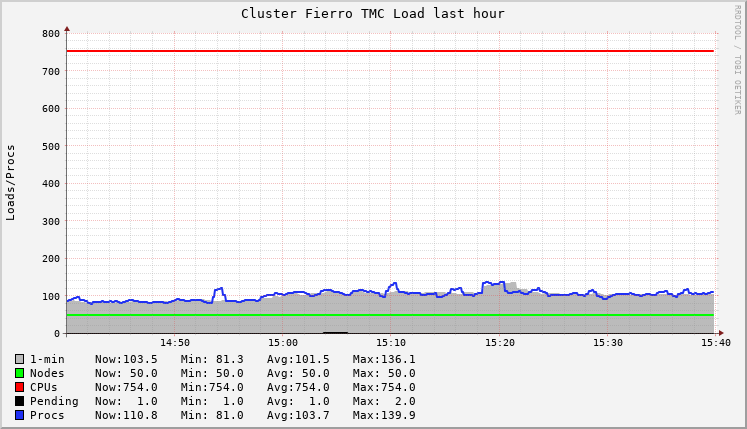 Cluster Fierro TMC Load last hour
RRDTOOL / TOBI OETIKER
Loads/Procs
800
700
600
500
400
300
200
100
0
14:50 15:00 15:10 15:20 15:30 15:40
1-min Now:103.5 Min: 81.3 Avg:101.5 Max:136.1
Nodes Now: 50.0 Min: 50.0 Avg: 50.0 Max: 50.0
CPUs Now:754.0 Min:754.0 Avg:754.0 Max:754.0
Pending Now: 1.0 Min: 1.0 Avg: 1.0 Max: 2.0
Procs Now:110.8 Min: 81.0 Avg:103.7 Max:139.9